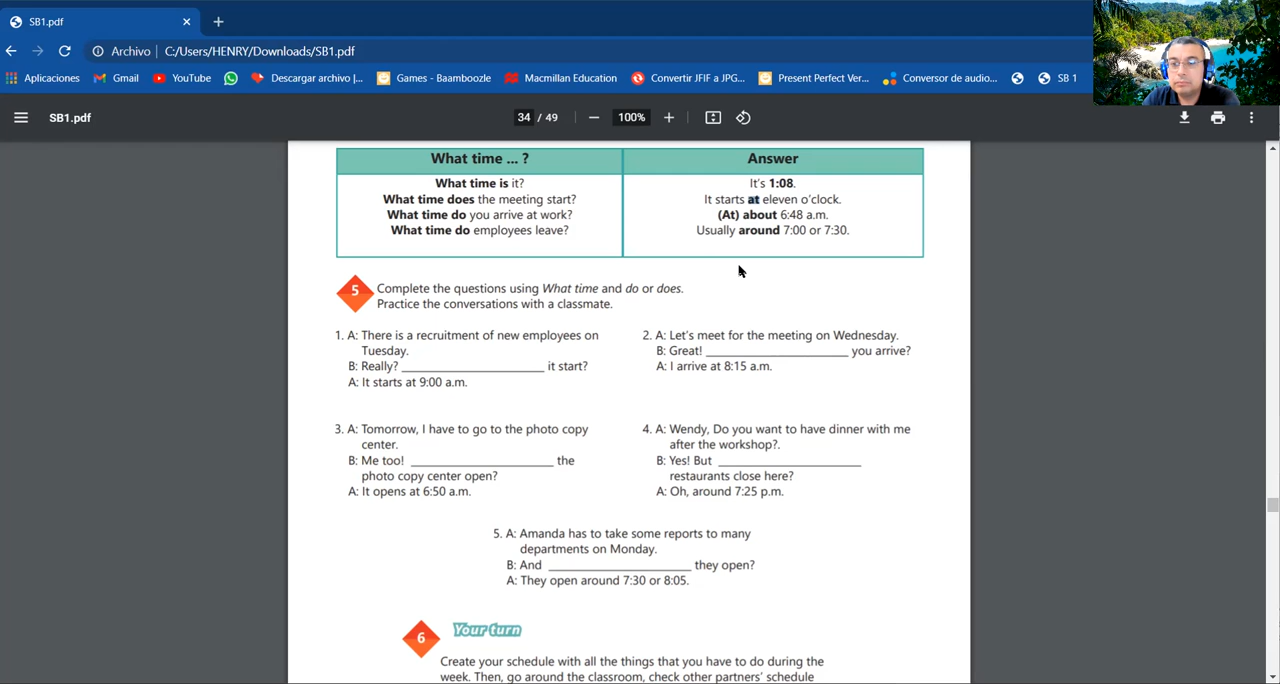 SB1.pdf
Archivo C:/Users/HENRY/Downloads/SB1.pdf
Aplicaciones Gmail YouTube Descargar archivo |... Games - Baamboozle Macmillan Education Convertir JFIF a JPG... Present Perfect Ver... Conversor de audio... SB 1
SB1.pdf 34 / 49 100%
What time ... ? Answer
What time is it? It's 1:08.
What time does the meeting start? It starts at eleven o'clock.
What time do you arrive at work? (At) about 6:48 a.m.
What time do employees leave? Usually around 7:00 or 7:30.
5 Complete the questions using What time and do or does.
Practice the conversations with a classmate.
1. A: There is a recruitment of new employees on
Tuesday.
B: Really? ______________________ it start?
A: It starts at 9:00 a.m.
2. A: Let's meet for the meeting on Wednesday.
B: Great! ______________________ you arrive?
A: I arrive at 8:15 a.m.
3. A: Tomorrow, I have to go to the photo copy
center.
B: Me too! ______________________ the
photo copy center open?
A: It opens at 6:50 a.m.
4. A: Wendy, Do you want to have dinner with me
after the workshop?.
B: Yes! But ______________________
restaurants close here?
A: Oh, around 7:25 p.m.
5. A: Amanda has to take some reports to many
departments on Monday.
B: And ______________________ they open?
A: They open around 7:30 or 8:05.
6 Your turn
Create your schedule with all the things that you have to do during the
week. Then, go around the classroom, check other partners' schedule